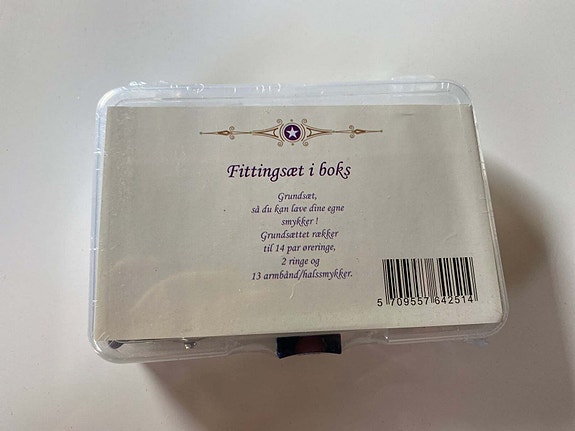 Fittingsæt i boks
Grundsæt,
så du kan lave dine egne
smykker !
Grundsættet rækker
til 14 par øreringe,
2 ringe og
13 armbånd/halssmykker.
5 709557 642514